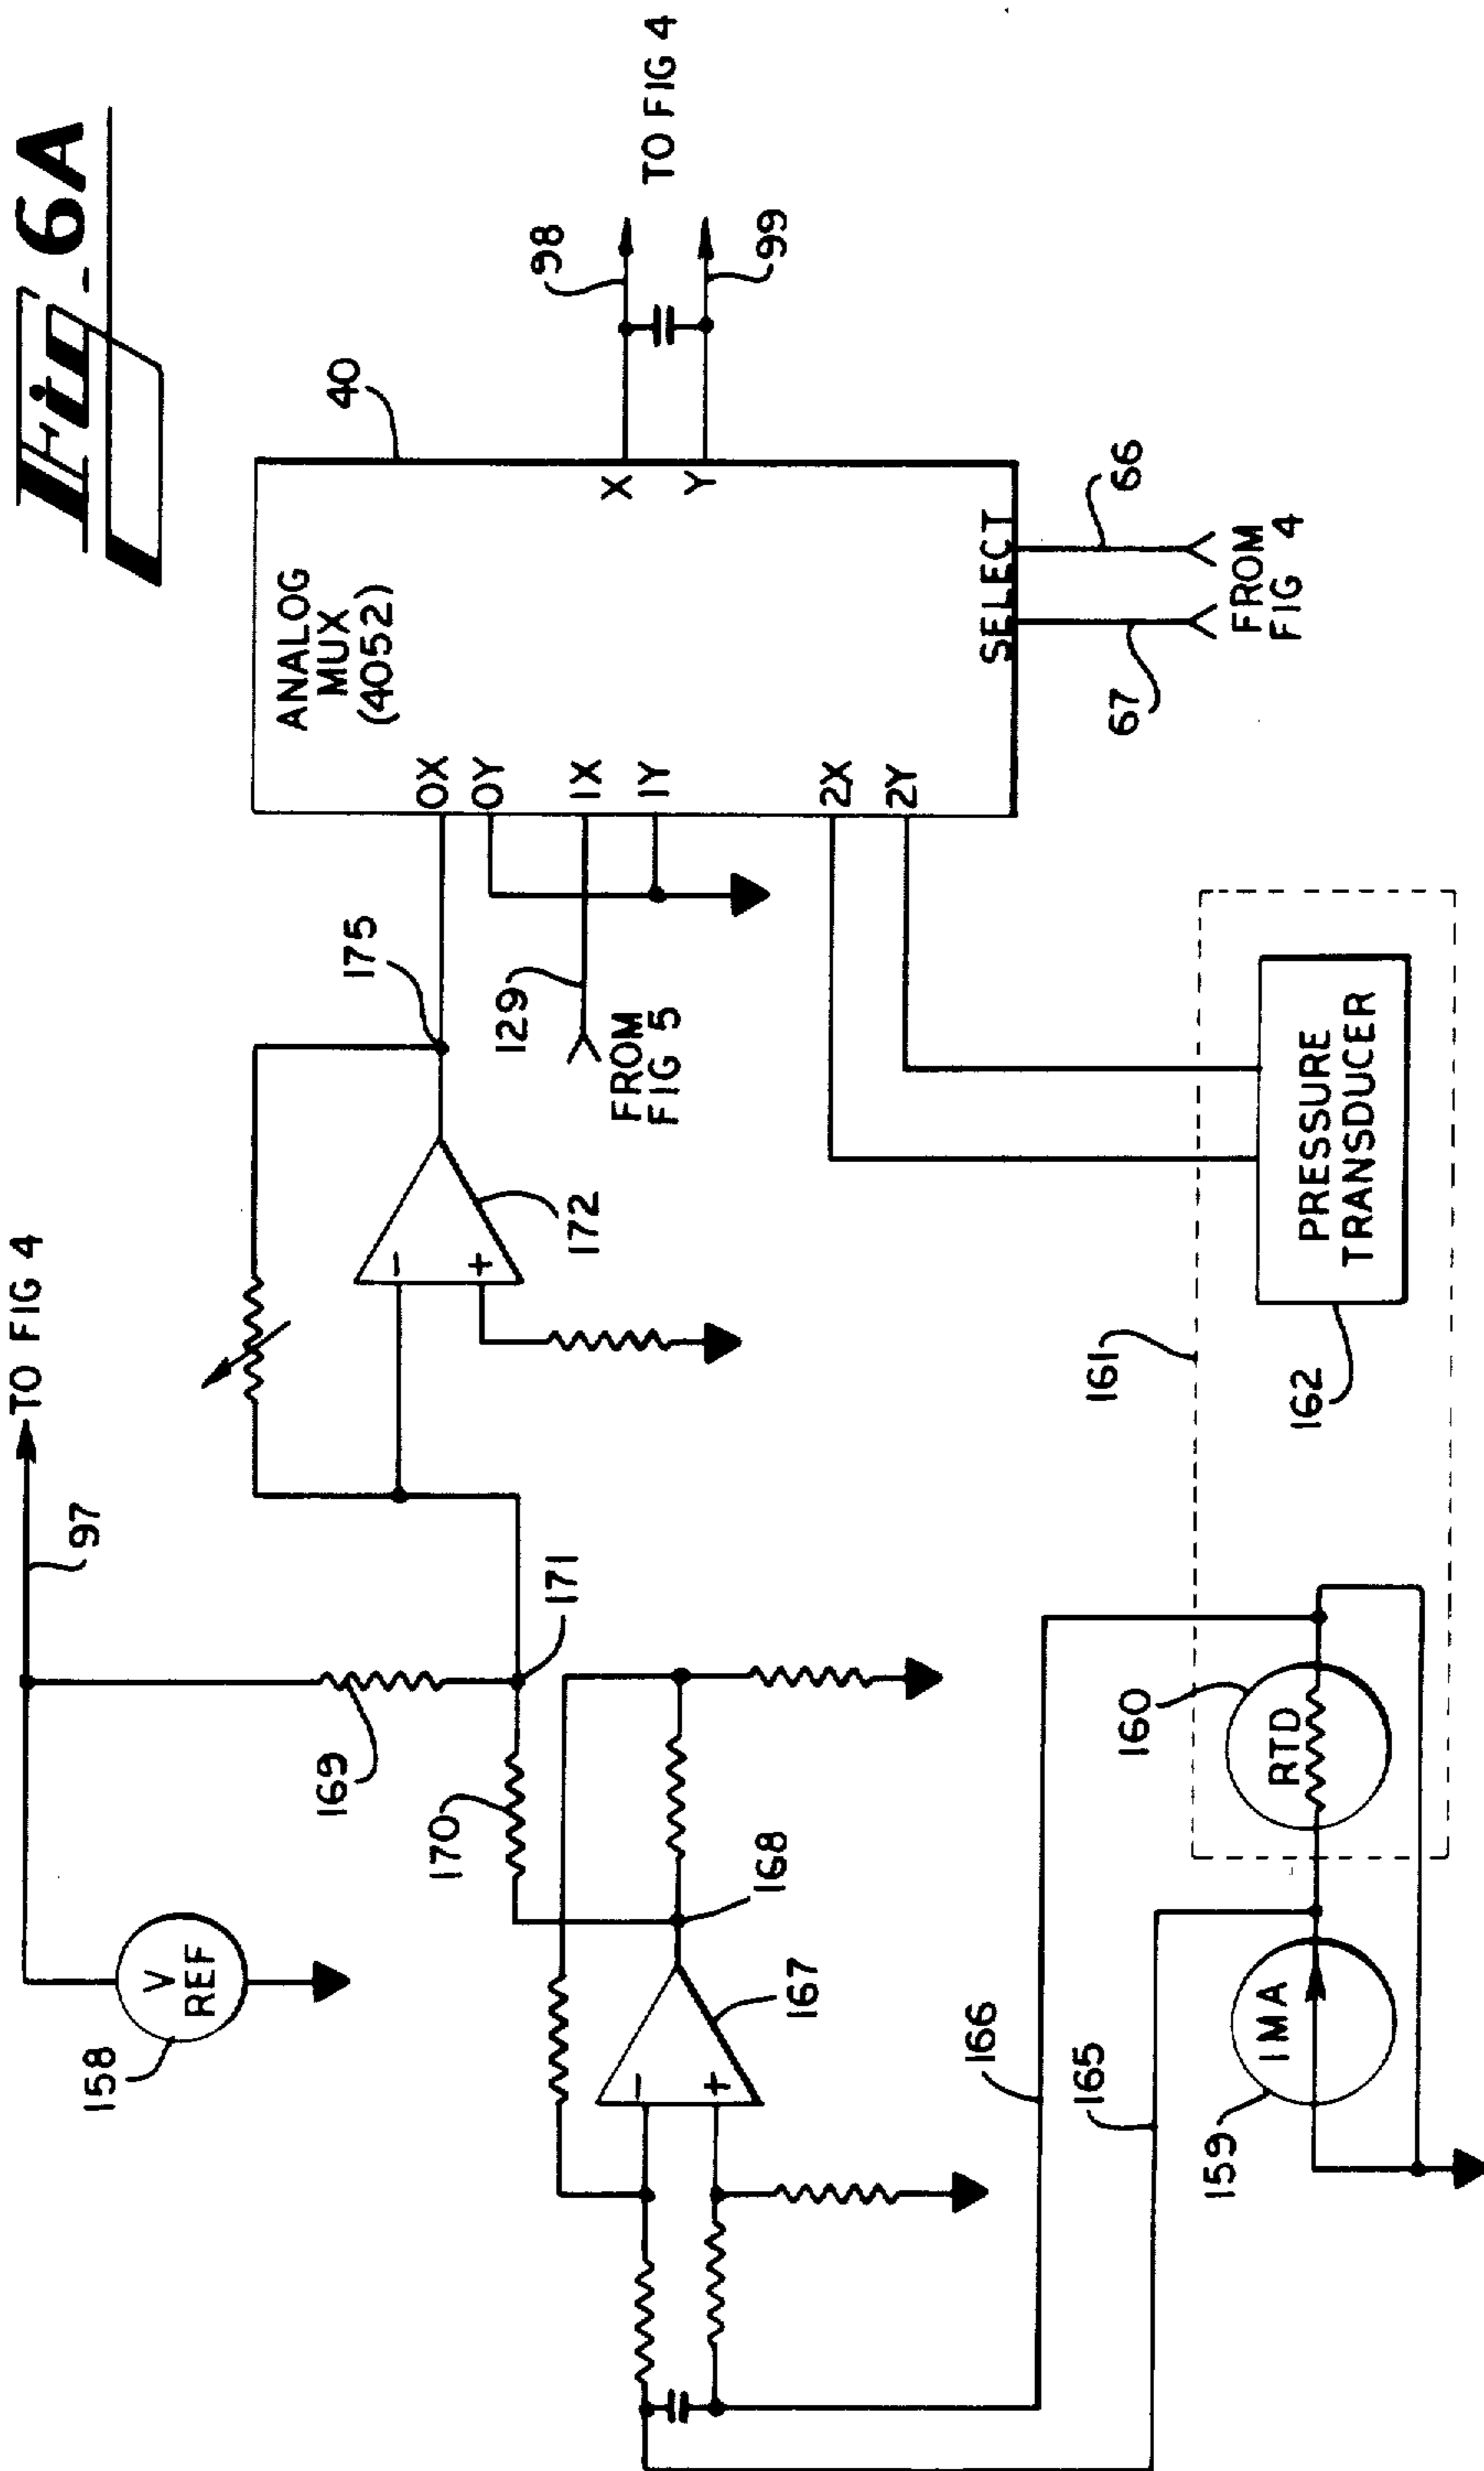 Fig_6A
TO FIG 4
97
V
REF
158
169
170
171
168
167
166
165
172
175
129
FROM
FIG 5
ANALOG
MUX
(4052)
40
0X
0Y
1X
1Y
2X
2Y
X
Y
SELECT
98
99
TO FIG 4
67
66
FROM
FIG 4
161
PRESSURE
TRANSDUCER
162
160
RTD
1MA
159